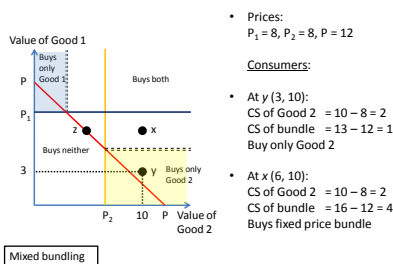 Value of Good 1
Buys
only
Good 1
P
Buys both
P1
z
x
Buys neither
3
y
Buys only
Good 2
P2
10
P
Value of
Good 2
Mixed bundling
• Prices:
P1 = 8, P2 = 8, P = 12
Consumers:
• At y (3, 10):
CS of Good 2 = 10 – 8 = 2
CS of bundle = 13 – 12 = 1
Buy only Good 2
• At x (6, 10):
CS of Good 2 = 10 – 8 = 2
CS of bundle = 16 – 12 = 4
Buys fixed price bundle